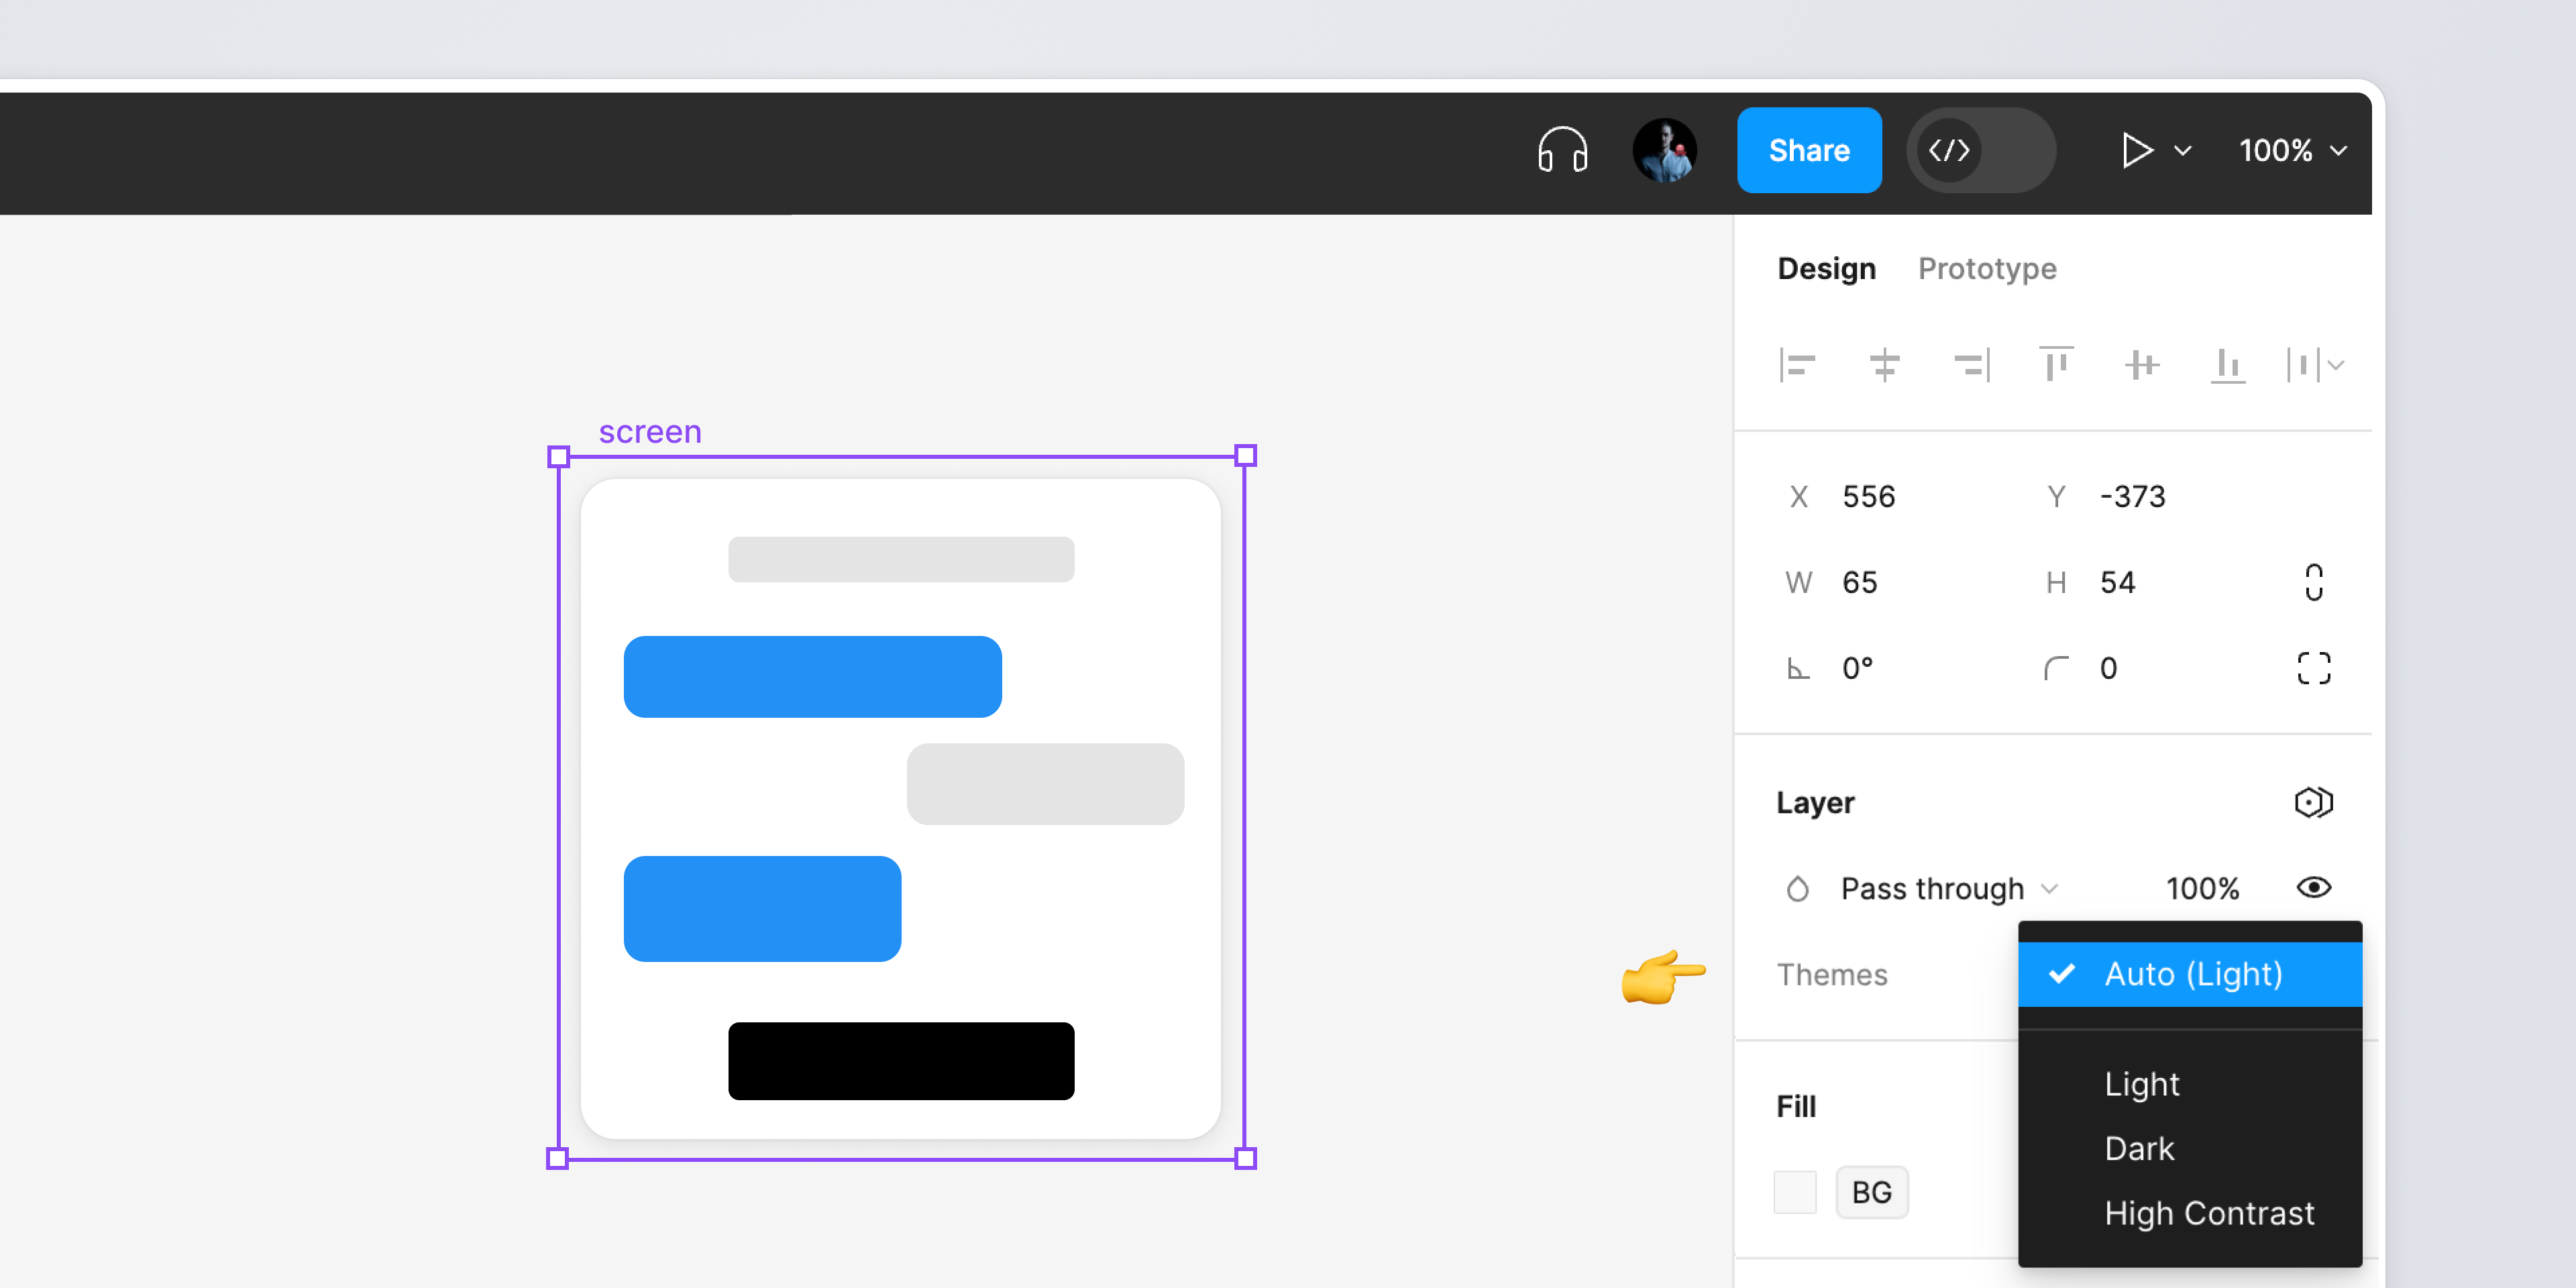 Share
100%
Design Prototype
screen
X 556 Y -373
W 65 H 54
0° 0
Layer
Pass through 100%
Themes
Auto (Light)
Light
Fill
Dark
BG
High Contrast